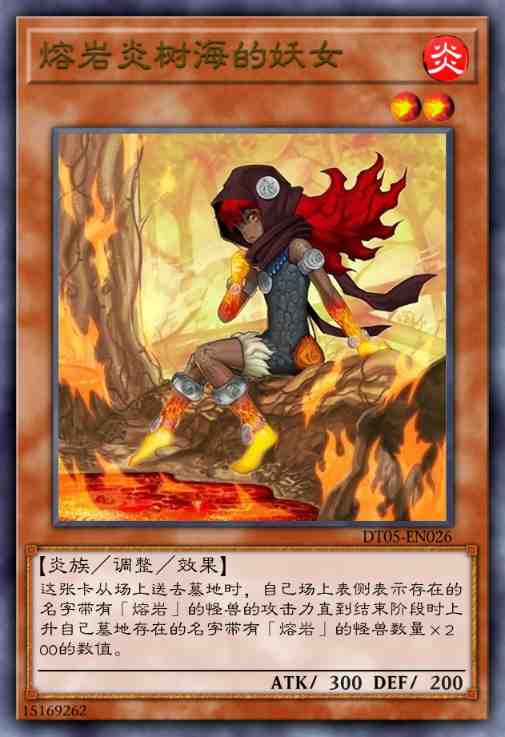 熔岩炎树海的妖女
炎
DT05-EN026
【炎族／调整／效果】
这张卡从场上送去墓地时，自己场上表侧表示存在的
名字带有「熔岩」的怪兽的攻击力直到结束阶段时上
升自己墓地存在的名字带有「熔岩」的怪兽数量×2
00的数值。
ATK/ 300 DEF/ 200
15169262